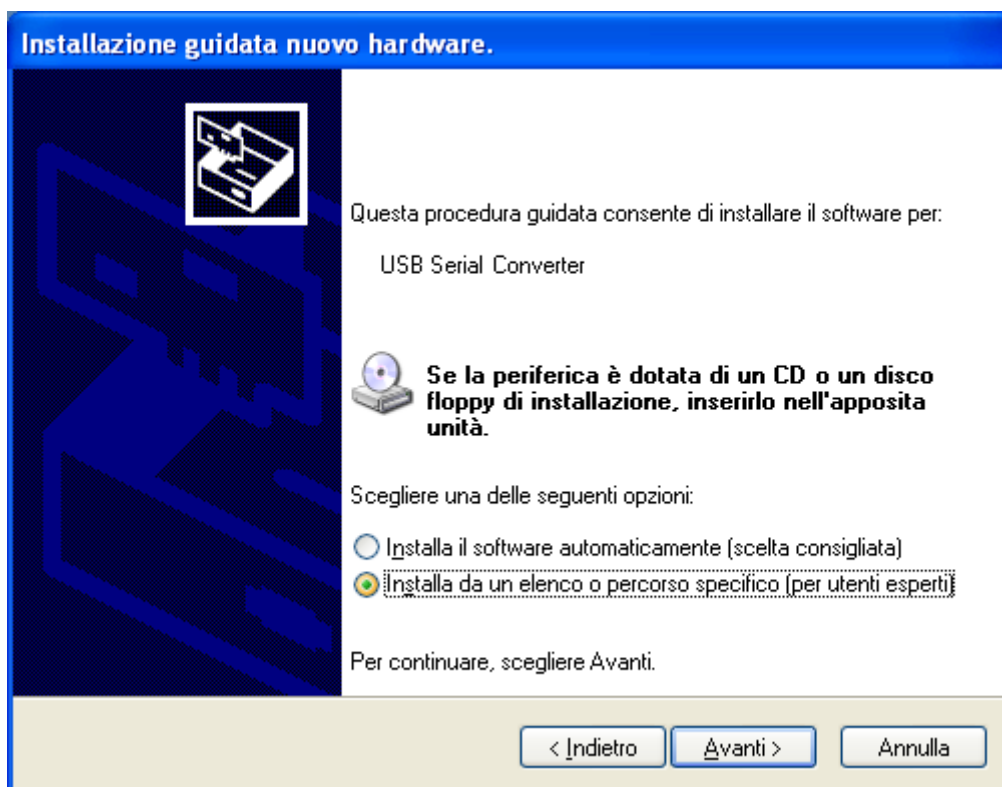 Installazione guidata nuovo hardware.
Questa procedura guidata consente di installare il software per:
USB Serial Converter
Se la periferica è dotata di un CD o un disco
floppy di installazione, inserirlo nell'apposita
unità.
Scegliere una delle seguenti opzioni:
Installa il software automaticamente (scelta consigliata)
Installa da un elenco o percorso specifico (per utenti esperti)
Per continuare, scegliere Avanti.
< Indietro
Avanti >
Annulla